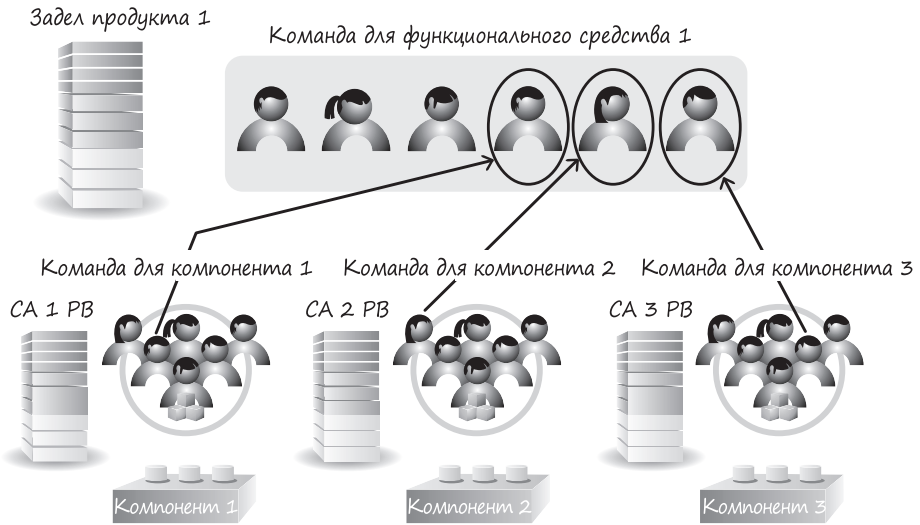 Задел продукта 1
Команда для функционального средства 1
Команда для компонента 1
Команда для компонента 2
Команда для компонента 3
СА 1 РВ
СА 2 РВ
СА 3 РВ
Компонент 1
Компонент 2
Компонент 3